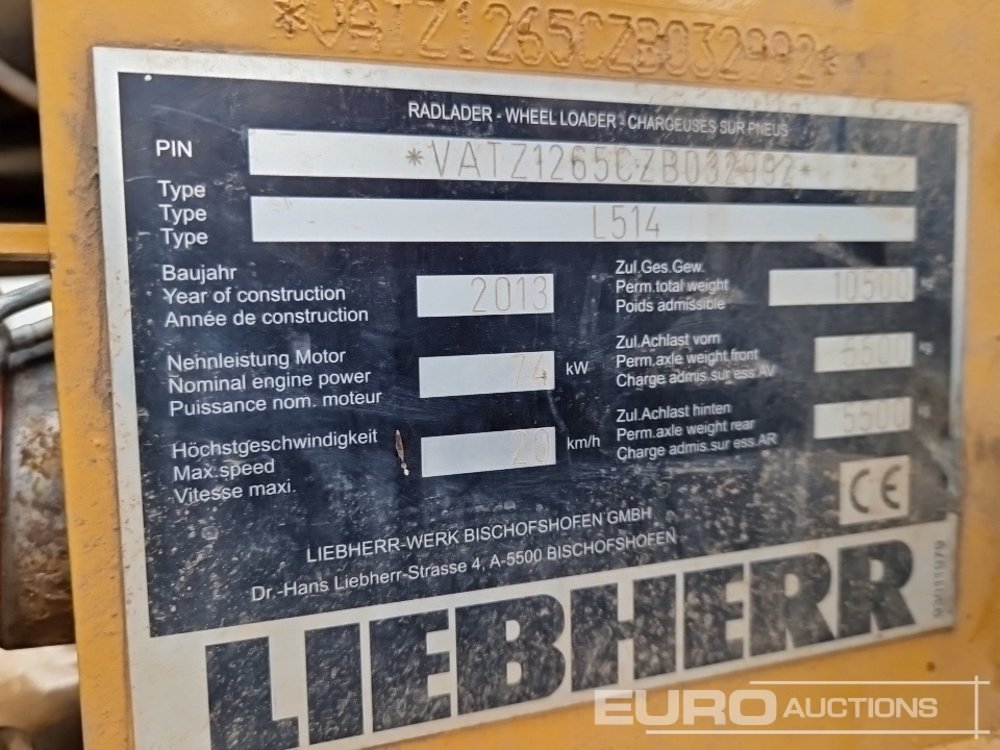 *VATZ1265CZB032992*
RADLADER - WHEEL LOADER - CHARGEUSES SUR PNEUS
PIN *VATZ1265CZB032992*
Type
Type L514
Type
Baujahr
Year of construction 2013
Année de construction
Nennleistung Motor
Nominal engine power 74 kW
Puissance nom. moteur
Höchstgeschwindigkeit
Max.speed 20 km/h
Vitesse maxi.
Zul.Ges.Gew.
Perm.total weight 10500 kg
Poids admissible
Zul.Achlast vorn
Perm.axle weight front 5500 kg
Charge admis.sur ess.AV
Zul.Achlast hinten
Perm.axle weight rear 5500
Charge admis.sur ess.AR
CE
LIEBHERR-WERK BISCHOFSHOFEN GMBH
Dr.-Hans Liebherr-Strasse 4, A-5500 BISCHOFSHOFEN
LIEBHERR
EURO AUCTIONS